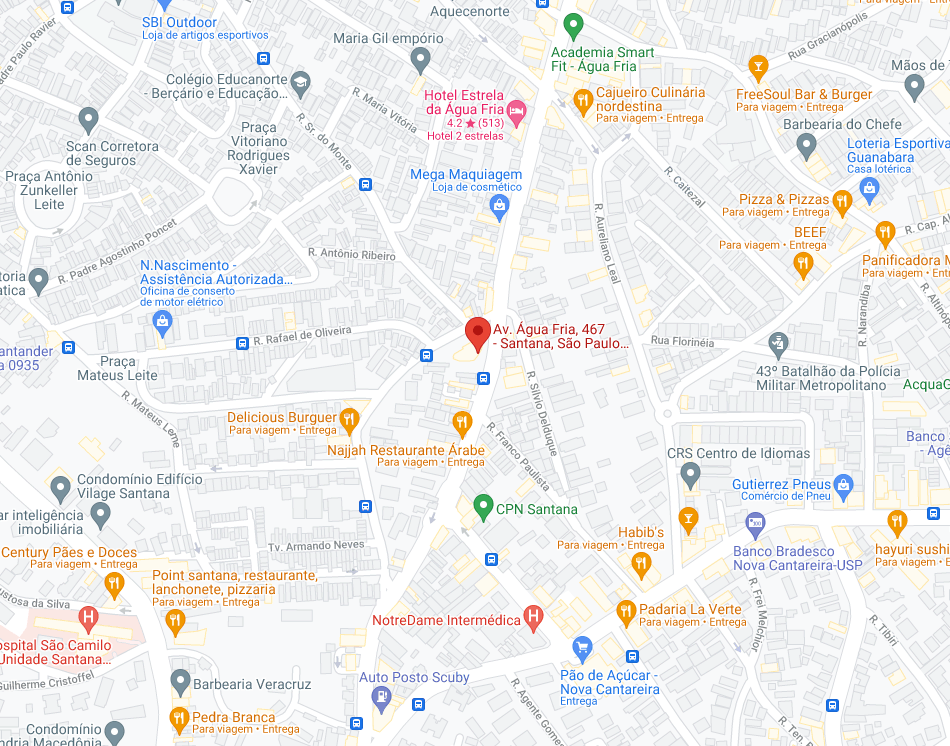 SBI Outdoor
Loja de artigos esportivos
Aquecenorte
Maria Gil empório
Academia Smart
Fit - Água Fria
Rua Gracianópolis
Padre Paulo Ravier
Colégio Educanorte
- Berçário e Educação...
Hotel Estrela
da Água Fria
4.2 ★ (513)
Hotel 2 estrelas
Cajueiro Culinária
nordestina
Para viagem • Entrega
FreeSoul Bar & Burger
Para viagem • Entrega
Mãos de
R. Maria Vitória
R. Sr. do Monte
Scan Corretora
de Seguros
Praça
Vitoriano
Rodrigues
Xavier
Barbearia do Chefe
Loteria Esportiva
Guanabara
Casa lotérica
Praça Antônio
Zunkeller
Leite
Mega Maquiagem
Loja de cosmético
R. Caitezal
Pizza & Pizzas
Para viagem • Entrega
R. Padre Agostinho Poncet
R. Aureliano Leal
BEEF
Para viagem • Entrega
R. Cap. Al
Panificadora M
Para viagem • Ent
R. Antônio Ribeiro
toria
atica
N.Nascimento -
Assistência Autorizada...
Oficina de conserto
de motor elétrico
R. Narandiba
R. Altinóp
R. Rafael de Oliveira
Av. Água Fria, 467
- Santana, São Paulo...
Rua Florinéia
antander
a 0935
Praça
Mateus Leite
43º Batalhão da Polícia
Militar Metropolitano
AcquaG
R. Mateus Leme
R. Sílvio Delduque
Delicious Burguer
Para viagem • Entrega
Najjah Restaurante Árabe
Para viagem • Entrega
R. Franco Paulista
Banco
- Agê
CRS Centro de Idiomas
Condomínio Edifício
Vilage Santana
Gutierrez Pneus
Comércio de Pneu
ar inteligência
imobiliária
CPN Santana
Tv. Armando Neves
Habib's
Para viagem • Entrega
Banco Bradesco
Nova Cantareira-USP
hayuri sushi
Para viagem • E
Century Pães e Doces
Para viagem • Entrega
Point santana, restaurante,
lanchonete, pizzaria
Para viagem • Entrega
ustosa da Silva
R. Frei Melchior
Padaria La Verte
Para viagem • Entrega
NotreDame Intermédica
R. Tibiri
ospital São Camilo
Unidade Santana...
Guilherme Cristoffel
Barbearia Veracruz
Auto Posto Scuby
Pão de Açúcar -
Nova Cantareira
Entrega
Pedra Branca
Para viagem • Entrega
R. Agente Gome
R. Ten. R
Condomínio
ndria Macedônia